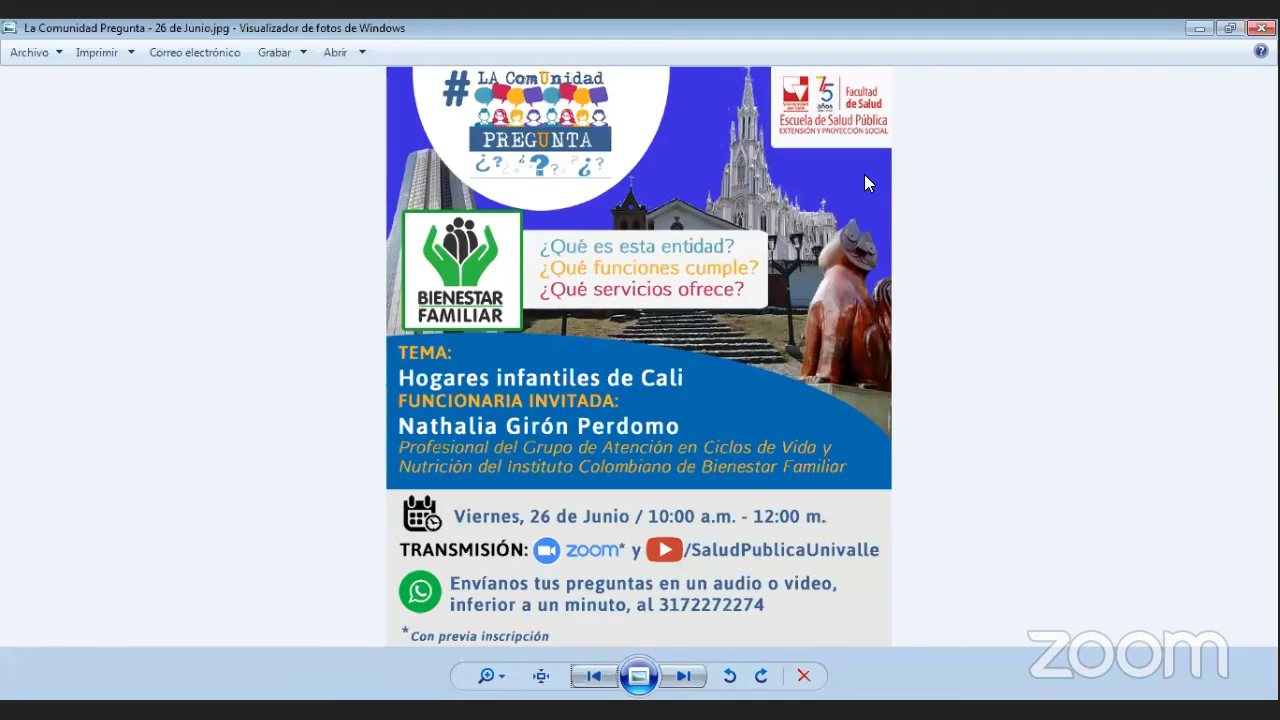 La Comunidad Pregunta - 26 de Junio.jpg - Visualizador de fotos de Windows
Archivo Imprimir Correo electrónico Grabar Abrir
# LA ComUnidad
PREGUNTA
¿? ¿? ¿?
75 años
Facultad
de Salud
Escuela de Salud Pública
EXTENSIÓN Y PROYECCIÓN SOCIAL
BIENESTAR
FAMILIAR
¿Qué es esta entidad?
¿Qué funciones cumple?
¿Qué servicios ofrece?
TEMA:
Hogares infantiles de Cali
FUNCIONARIA INVITADA:
Nathalia Girón Perdomo
Profesional del Grupo de Atención en Ciclos de Vida y
Nutrición del Instituto Colombiano de Bienestar Familiar
Viernes, 26 de Junio / 10:00 a.m. - 12:00 m.
TRANSMISIÓN: zoom* y /SaludPublicaUnivalle
Envíanos tus preguntas en un audio o video,
inferior a un minuto, al 3172272274
*Con previa inscripción
zoom